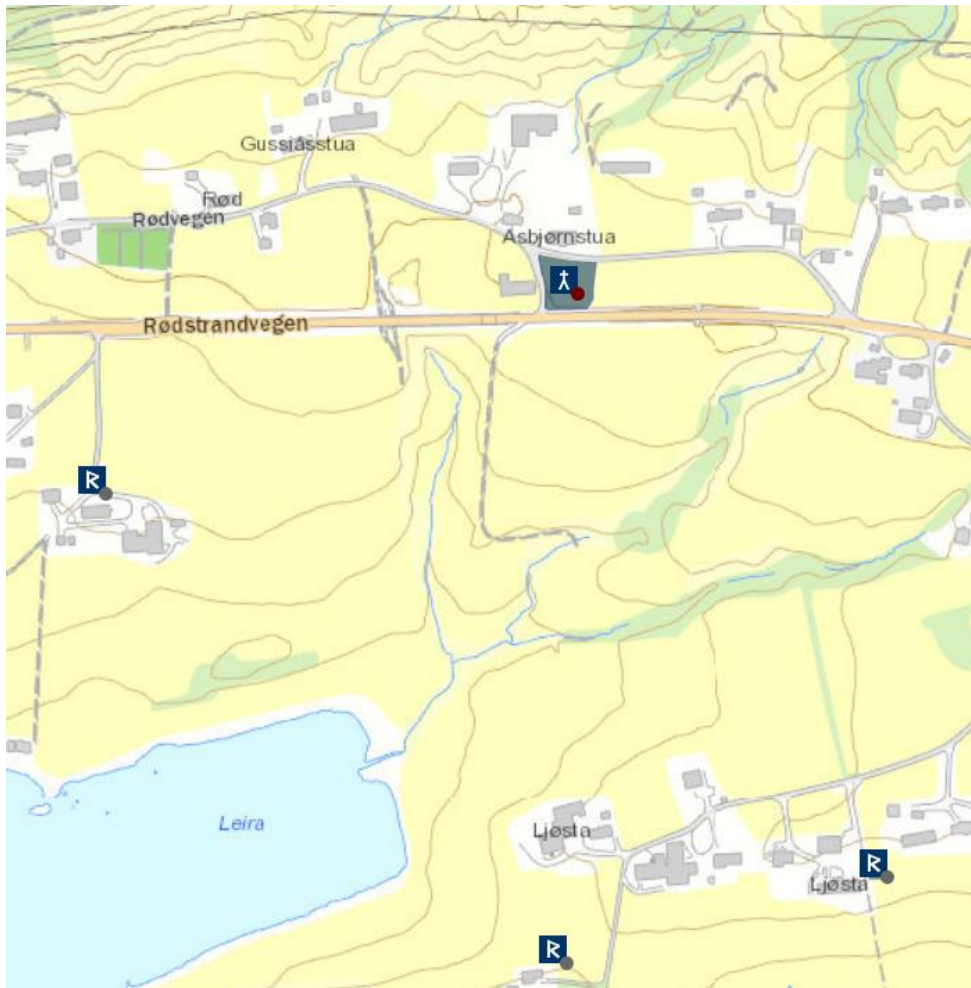 Gussiåsstua
Rød
Rødvegen
Asbjørnstua
Rødstrandvegen
Leira
Ljøsta
Ljøsta